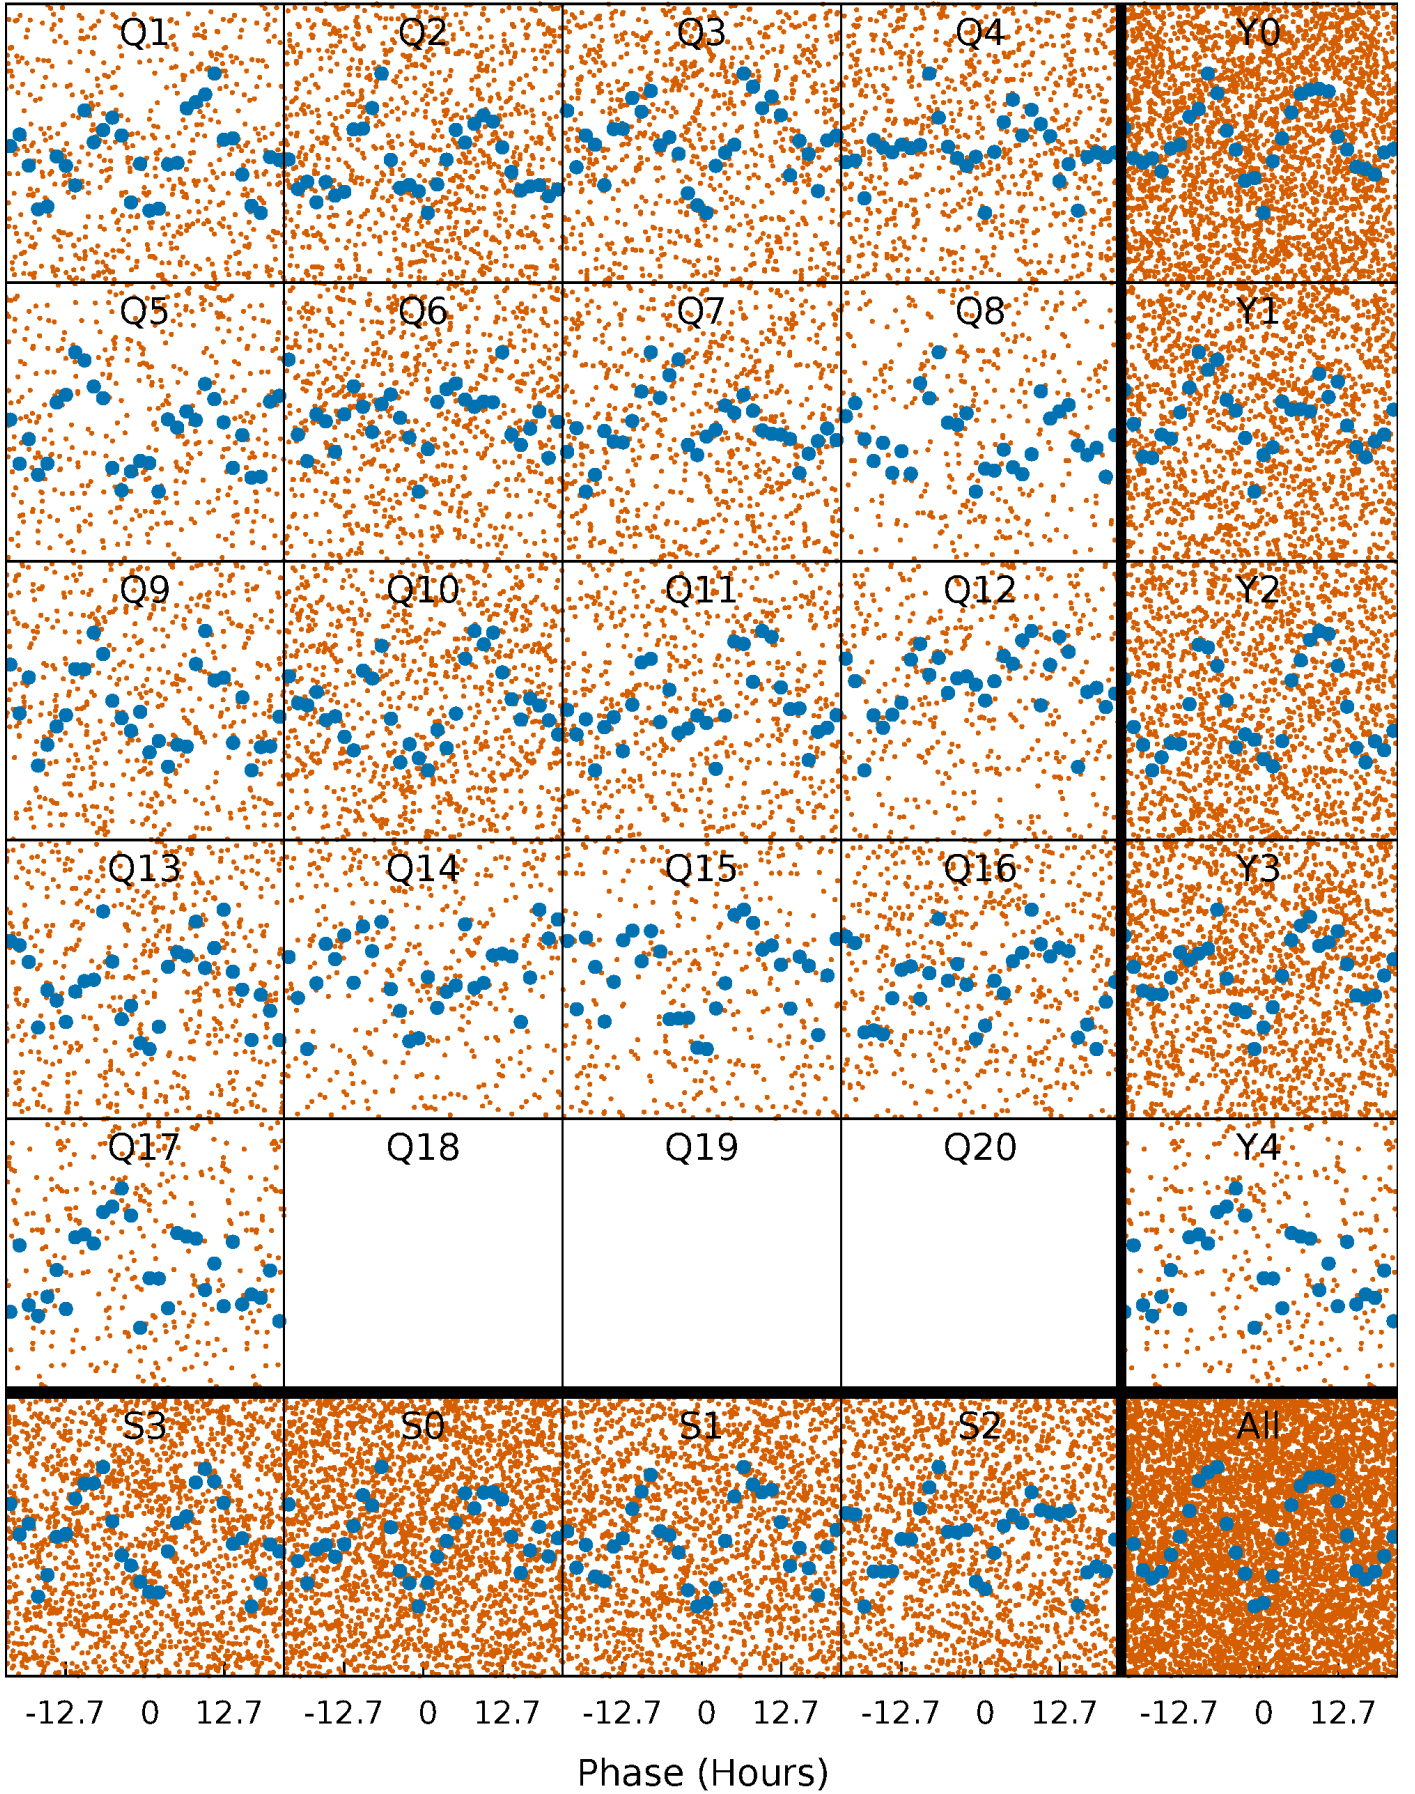 Q1 Q2 Q3 Q4 Y0
Q5 Q6 Q7 Q8 Y1
Q9 Q10 Q11 Q12 Y2
Q13 Q14 Q15 Q16 Y3
Q17 Q18 Q19 Q20 Y4
S3 S0 S1 S2 All
-12.7 0 12.7 -12.7 0 12.7 -12.7 0 12.7 -12.7 0 12.7 -12.7 0 12.7
Phase (Hours)